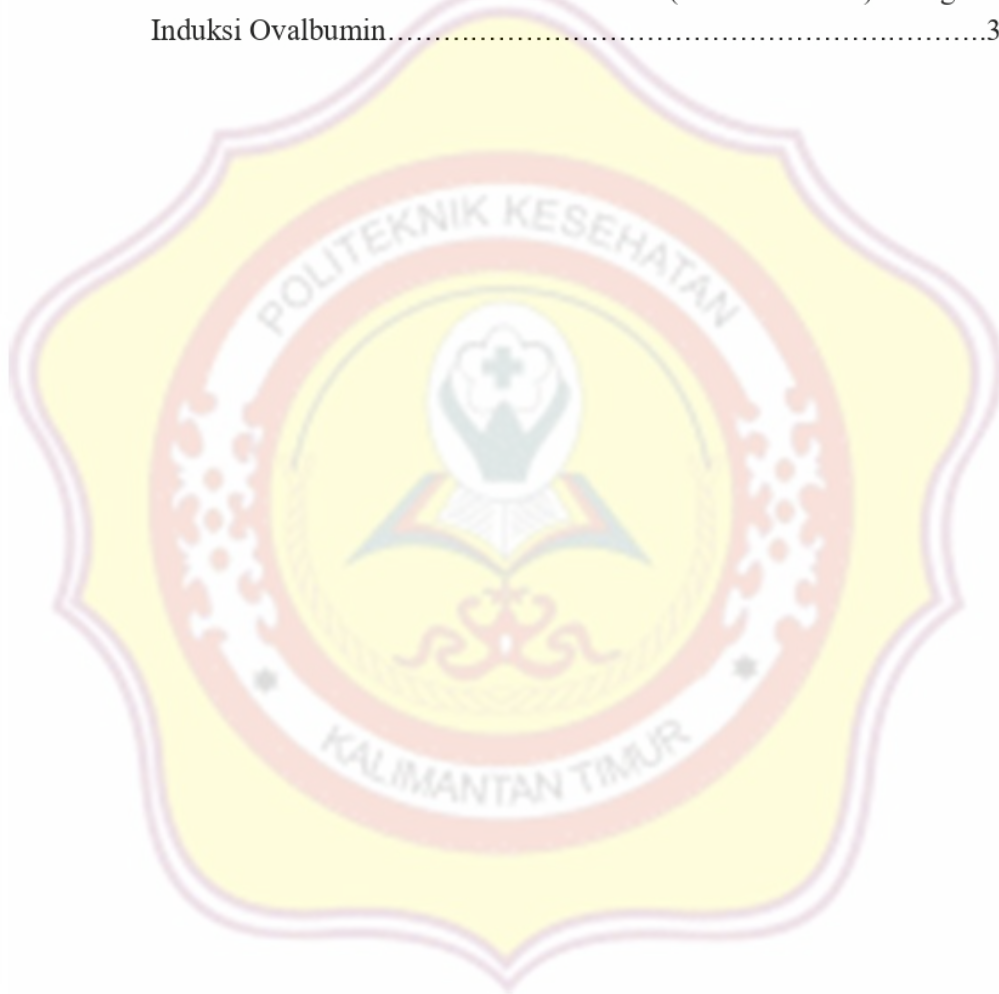 Induksi Ovalbumin……………………………………………………………3
POLITEKNIK KESEHATAN
KALIMANTAN TIMUR